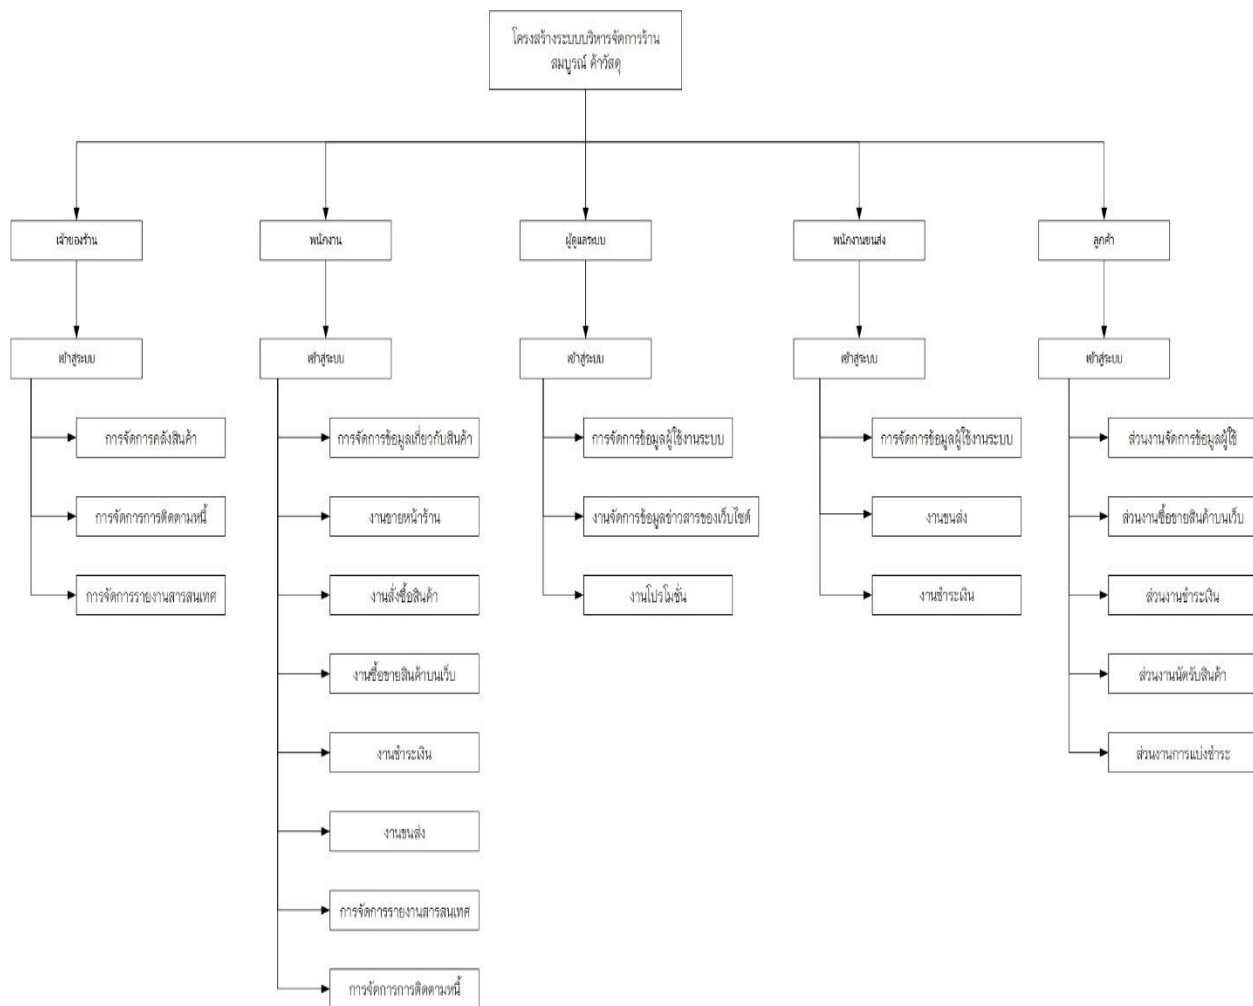 โครงสร้างระบบบริหารจัดการร้าน
สมบูรณ์ ค้าวัสดุ
เจ้าของร้าน
พนักงาน
ผู้ดูแลระบบ
พนักงานขนส่ง
ลูกค้า
เข้าสู่ระบบ
เข้าสู่ระบบ
เข้าสู่ระบบ
เข้าสู่ระบบ
เข้าสู่ระบบ
การจัดการคลังสินค้า
การจัดการข้อมูลเกี่ยวกับสินค้า
การจัดการข้อมูลผู้ใช้งานระบบ
การจัดการข้อมูลผู้ใช้งานระบบ
ส่วนงานจัดการข้อมูลผู้ใช้
การจัดการการติดตามหนี้
งานขายหน้าร้าน
งานจัดการข้อมูลข่าวสารของเว็บไซต์
งานขนส่ง
ส่วนงานซื้อขายสินค้าบนเว็บ
การจัดการรายงานสารสนเทศ
งานสั่งซื้อสินค้า
งานโปรโมชั่น
งานชำระเงิน
ส่วนงานชำระเงิน
งานซื้อขายสินค้าบนเว็บ
ส่วนงานนัดรับสินค้า
งานชำระเงิน
ส่วนงานการแบ่งชำระ
งานขนส่ง
การจัดการรายงานสารสนเทศ
การจัดการการติดตามหนี้